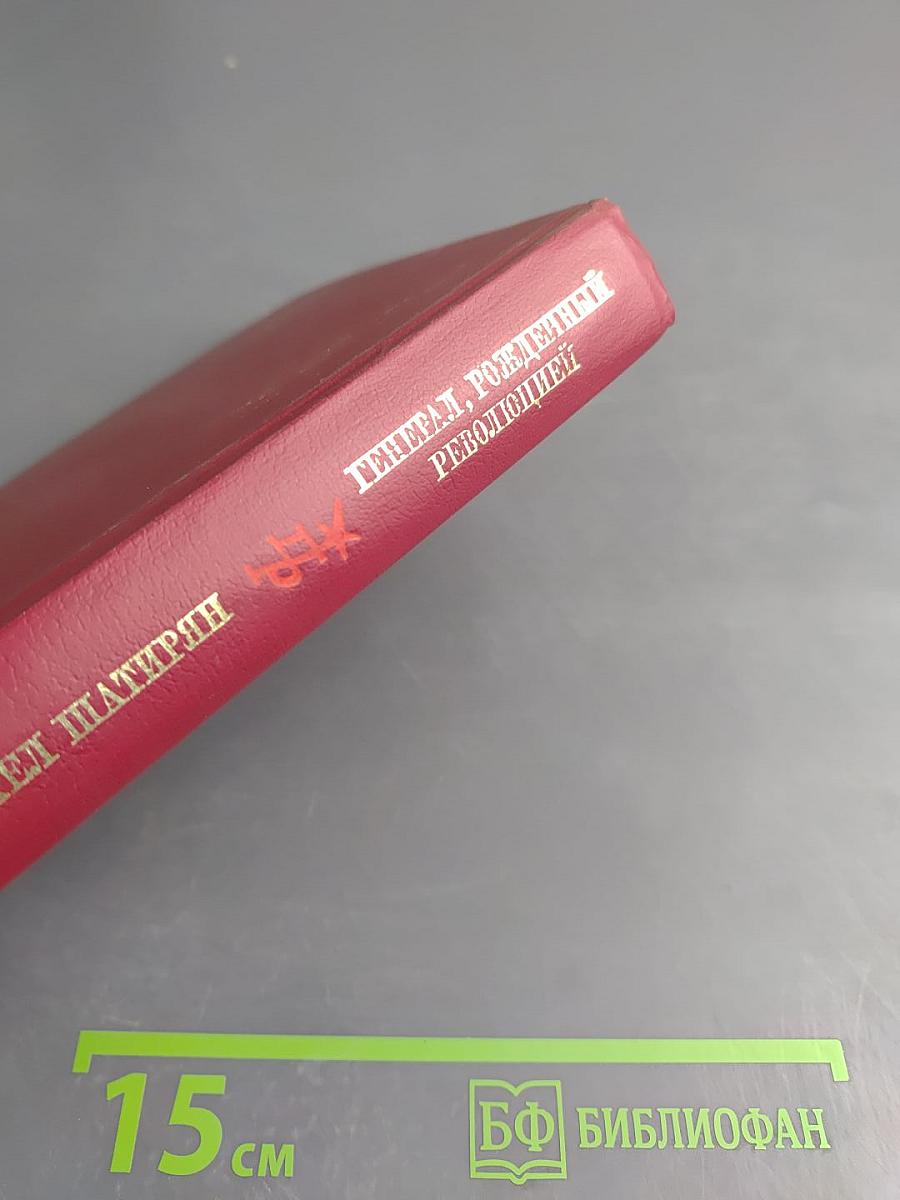 ГЕНЕРАЛ, РОЖДЕННЫЙ
РЕВОЛЮЦИЕЙ
ШАТИРЯН
15 см
БФ БИБЛИОФАН